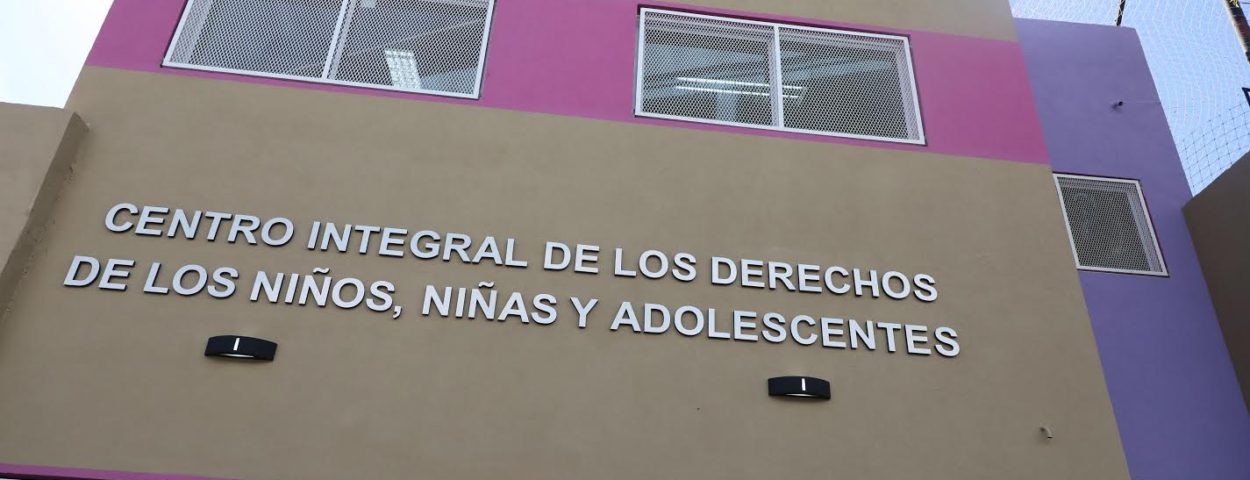 CENTRO INTEGRAL DE LOS DERECHOS
DE LOS NIÑOS, NIÑAS Y ADOLESCENTES